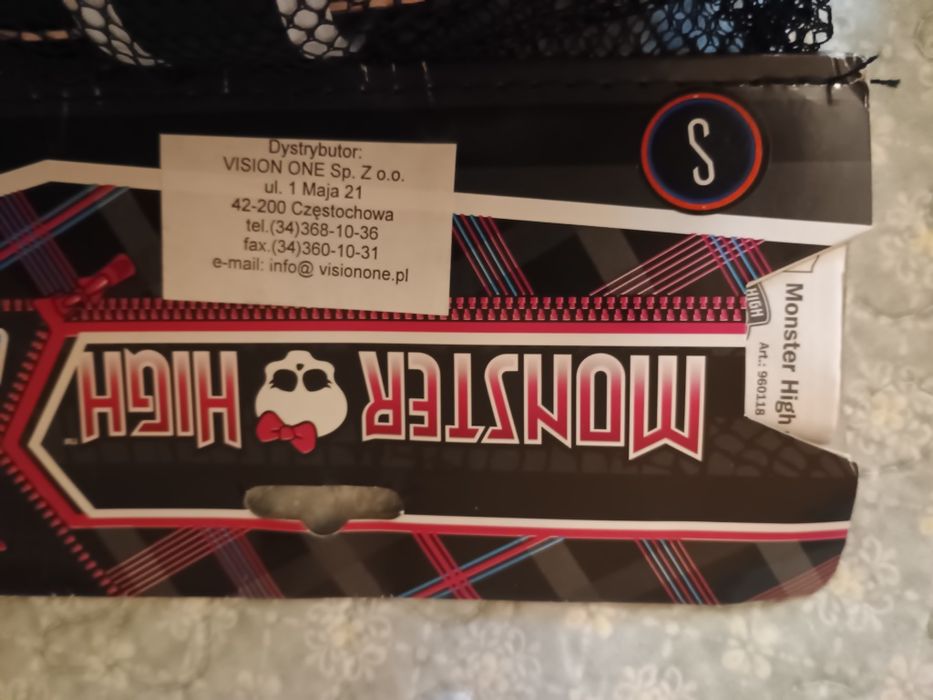 S
Dystrybutor:
VISION ONE Sp. Z o.o.
ul. 1 Maja 21
42-200 Częstochowa
tel.(34)368-10-36
fax.(34)360-10-31
e-mail: info@ visionone.pl
MONSTER HIGH™
HIGH
Monster High
Art.: 960118